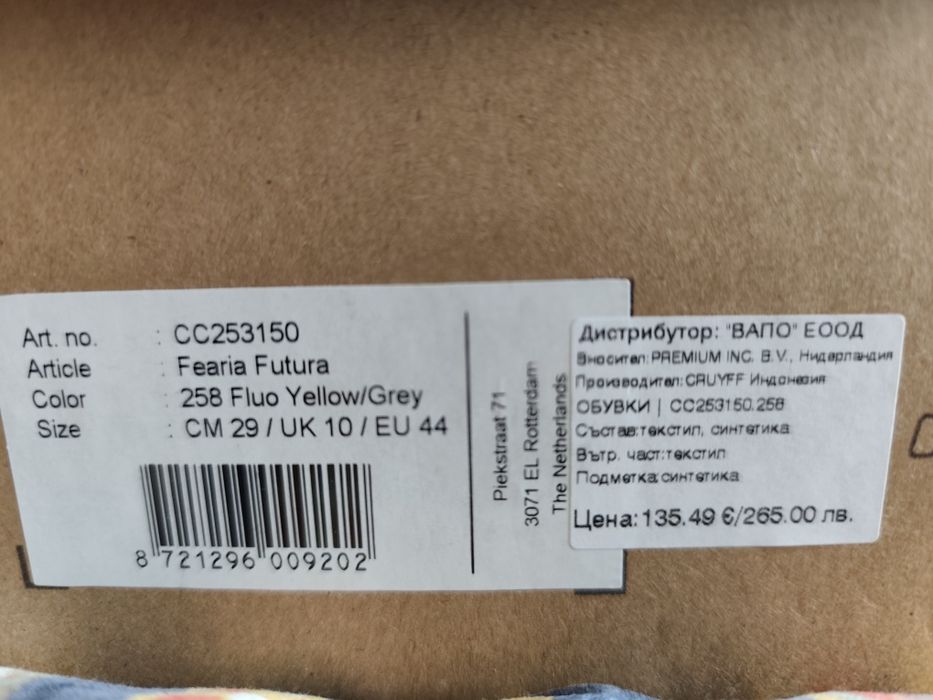 Art. no. : CC253150
Article : Fearia Futura
Color : 258 Fluo Yellow/Grey
Size : CM 29 / UK 10 / EU 44
8 721296 009202
Piekstraat 71
3071 EL Rotterdam
The Netherlands
Дистрибутор: "ВАПО" ЕООД
Вносител: PREMIUM INC. B.V., Нидерландия
Производител: CRUYFF Индонезия
ОБУВКИ | CC253150.258
Състав:текстил, синтетика
Вътр. част:текстил
Подметка:синтетика
Цена: 135.49 €/265.00 лв.